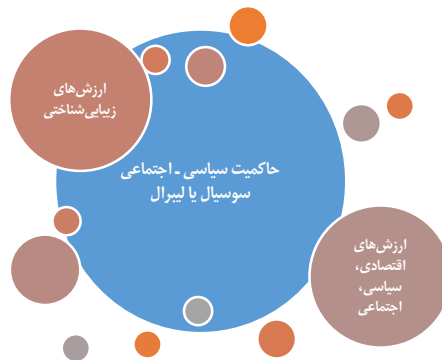 ارزش‌های
زیبایی‌شناختی
حاکمیت سیاسی ـ اجتماعی
سوسیال یا لیبرال
ارزش‌های
اقتصادی،
سیاسی،
اجتماعی